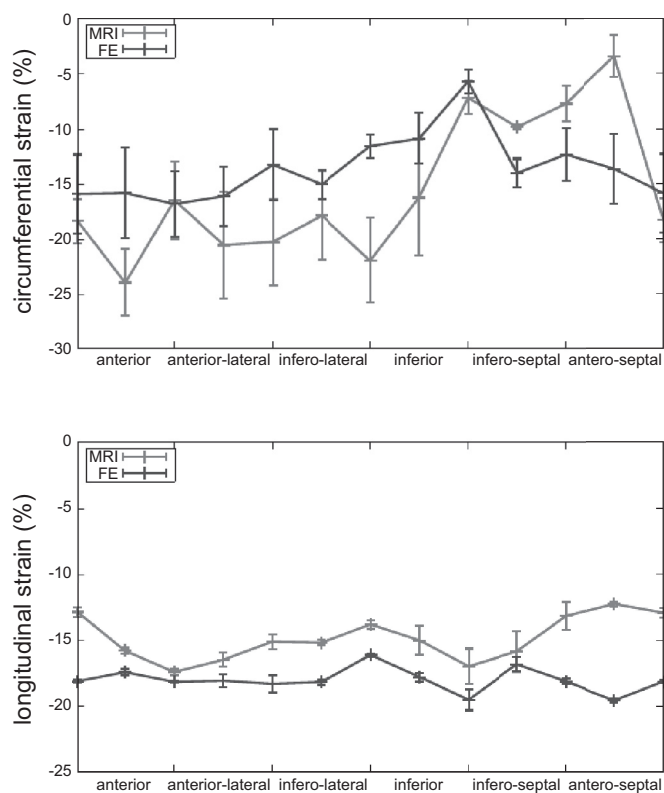 circumferential strain (%)
0
-5
-10
-15
-20
-25
-30
MRI
FE
anterior anterior-lateral infero-lateral inferior infero-septal antero-septal
longitudinal strain (%)
0
-5
-10
-15
-20
-25
MRI
FE
anterior anterior-lateral infero-lateral inferior infero-septal antero-septal